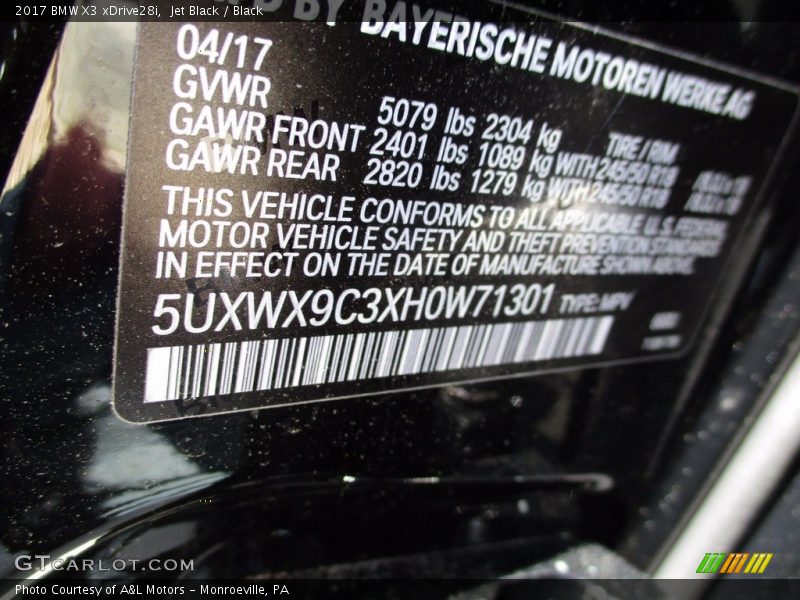 2017 BMW X3 xDrive28i, Jet Black / Black
BY BAYERISCHE MOTOREN WERKE AG
04/17
GVWR 5079 lbs 2304 kg TIRE / RIM
GAWR FRONT 2401 lbs 1089 kg WITH 245/50 R18
GAWR REAR 2820 lbs 1279 kg WITH 245/50 R18
THIS VEHICLE CONFORMS TO ALL APPLICABLE U.S. FEDERAL
MOTOR VEHICLE SAFETY AND THEFT PREVENTION STANDARDS
IN EFFECT ON THE DATE OF MANUFACTURE SHOWN ABOVE.
5UXWX9C3XH0W71301 TYPE: MPV
GTCARLOT.COM
Photo Courtesy of A&L Motors - Monroeville, PA